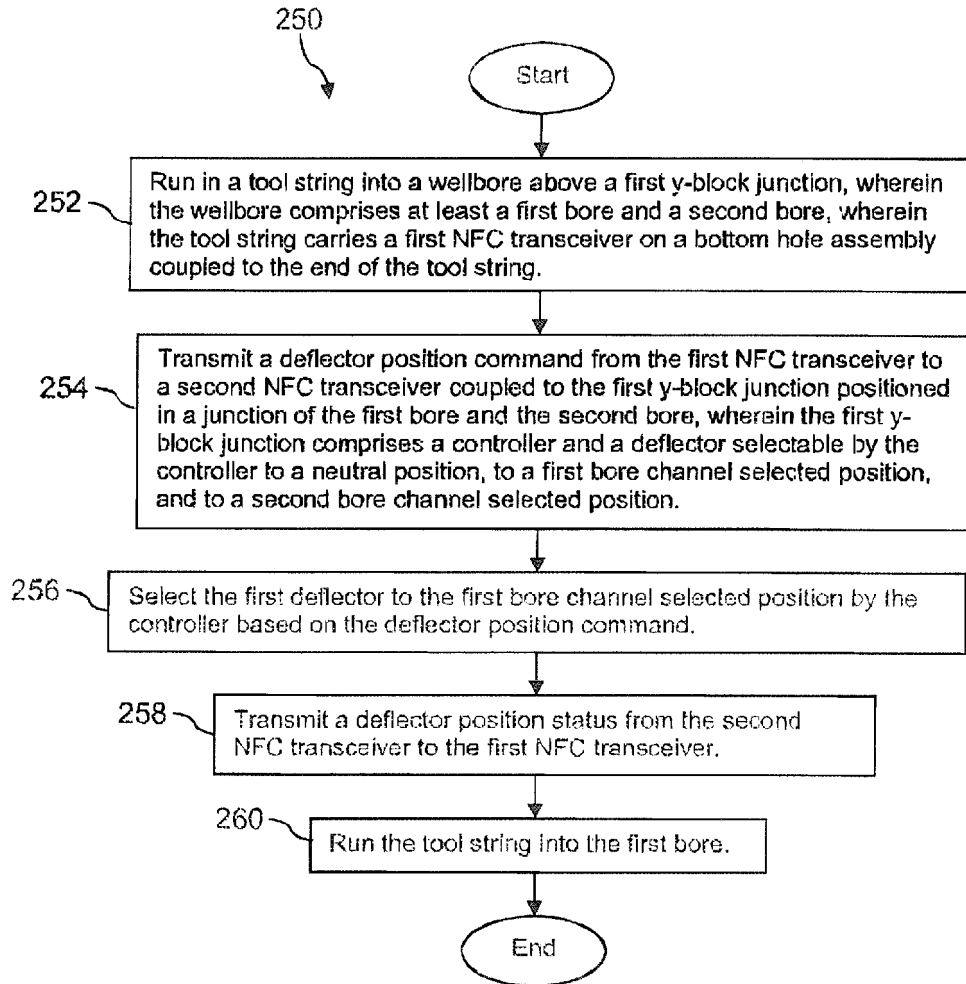 250
Start
252
Run in a tool string into a wellbore above a first y-block junction, wherein
the wellbore comprises at least a first bore and a second bore, wherein
the tool string carries a first NFC transceiver on a bottom hole assembly
coupled to the end of the tool string.
254
Transmit a deflector position command from the first NFC transceiver to
a second NFC transceiver coupled to the first y-block junction positioned
in a junction of the first bore and the second bore, wherein the first y-
block junction comprises a controller and a deflector selectable by the
controller to a neutral position, to a first bore channel selected position,
and to a second bore channel selected position.
256
Select the first deflector to the first bore channel selected position by the
controller based on the deflector position command.
258
Transmit a deflector position status from the second
NFC transceiver to the first NFC transceiver.
260
Run the tool string into the first bore.
End